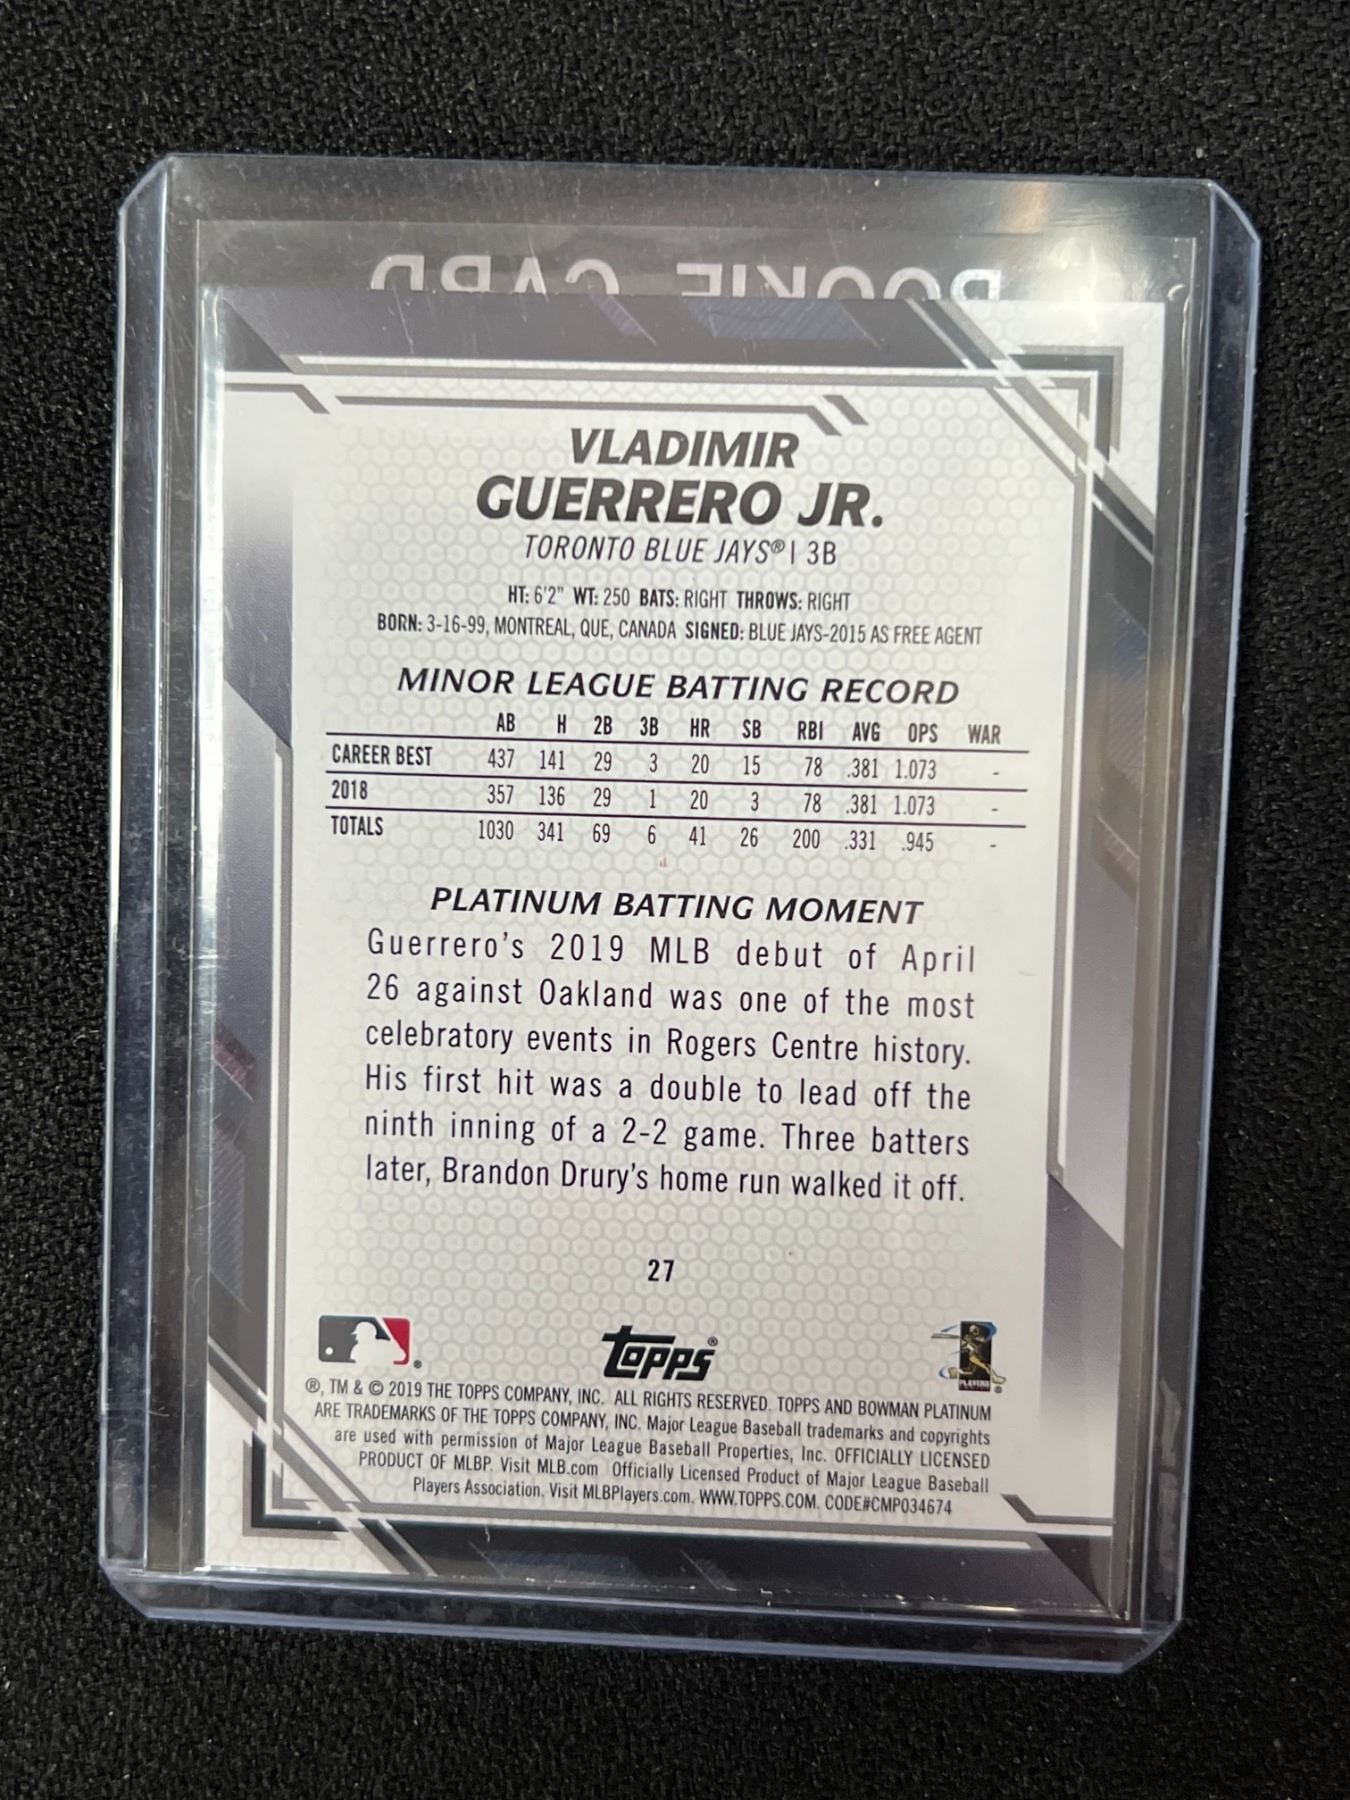 ROOKIE CARD
VLADIMIR
GUERRERO JR.
TORONTO BLUE JAYS® | 3B
HT: 6'2" WT: 250 BATS: RIGHT THROWS: RIGHT
BORN: 3-16-99, MONTREAL, QUE, CANADA SIGNED: BLUE JAYS-2015 AS FREE AGENT
MINOR LEAGUE BATTING RECORD
AB H 2B 3B HR SB RBI AVG OPS WAR
CAREER BEST 437 141 29 3 20 15 78 .381 1.073 -
2018 357 136 29 1 20 3 78 .381 1.073 -
TOTALS 1030 341 69 6 41 26 200 .331 .945 -
PLATINUM BATTING MOMENT
Guerrero's 2019 MLB debut of April
26 against Oakland was one of the most
celebratory events in Rogers Centre history.
His first hit was a double to lead off the
ninth inning of a 2-2 game. Three batters
later, Brandon Drury's home run walked it off.
27
® Topps® PLAYERS ®
®, TM & © 2019 THE TOPPS COMPANY, INC. ALL RIGHTS RESERVED. TOPPS AND BOWMAN PLATINUM
ARE TRADEMARKS OF THE TOPPS COMPANY, INC. Major League Baseball trademarks and copyrights
are used with permission of Major League Baseball Properties, Inc. OFFICIALLY LICENSED
PRODUCT OF MLBP. Visit MLB.com Officially Licensed Product of Major League Baseball
Players Association. Visit MLBPlayers.com. WWW.TOPPS.COM. CODE#CMP034674